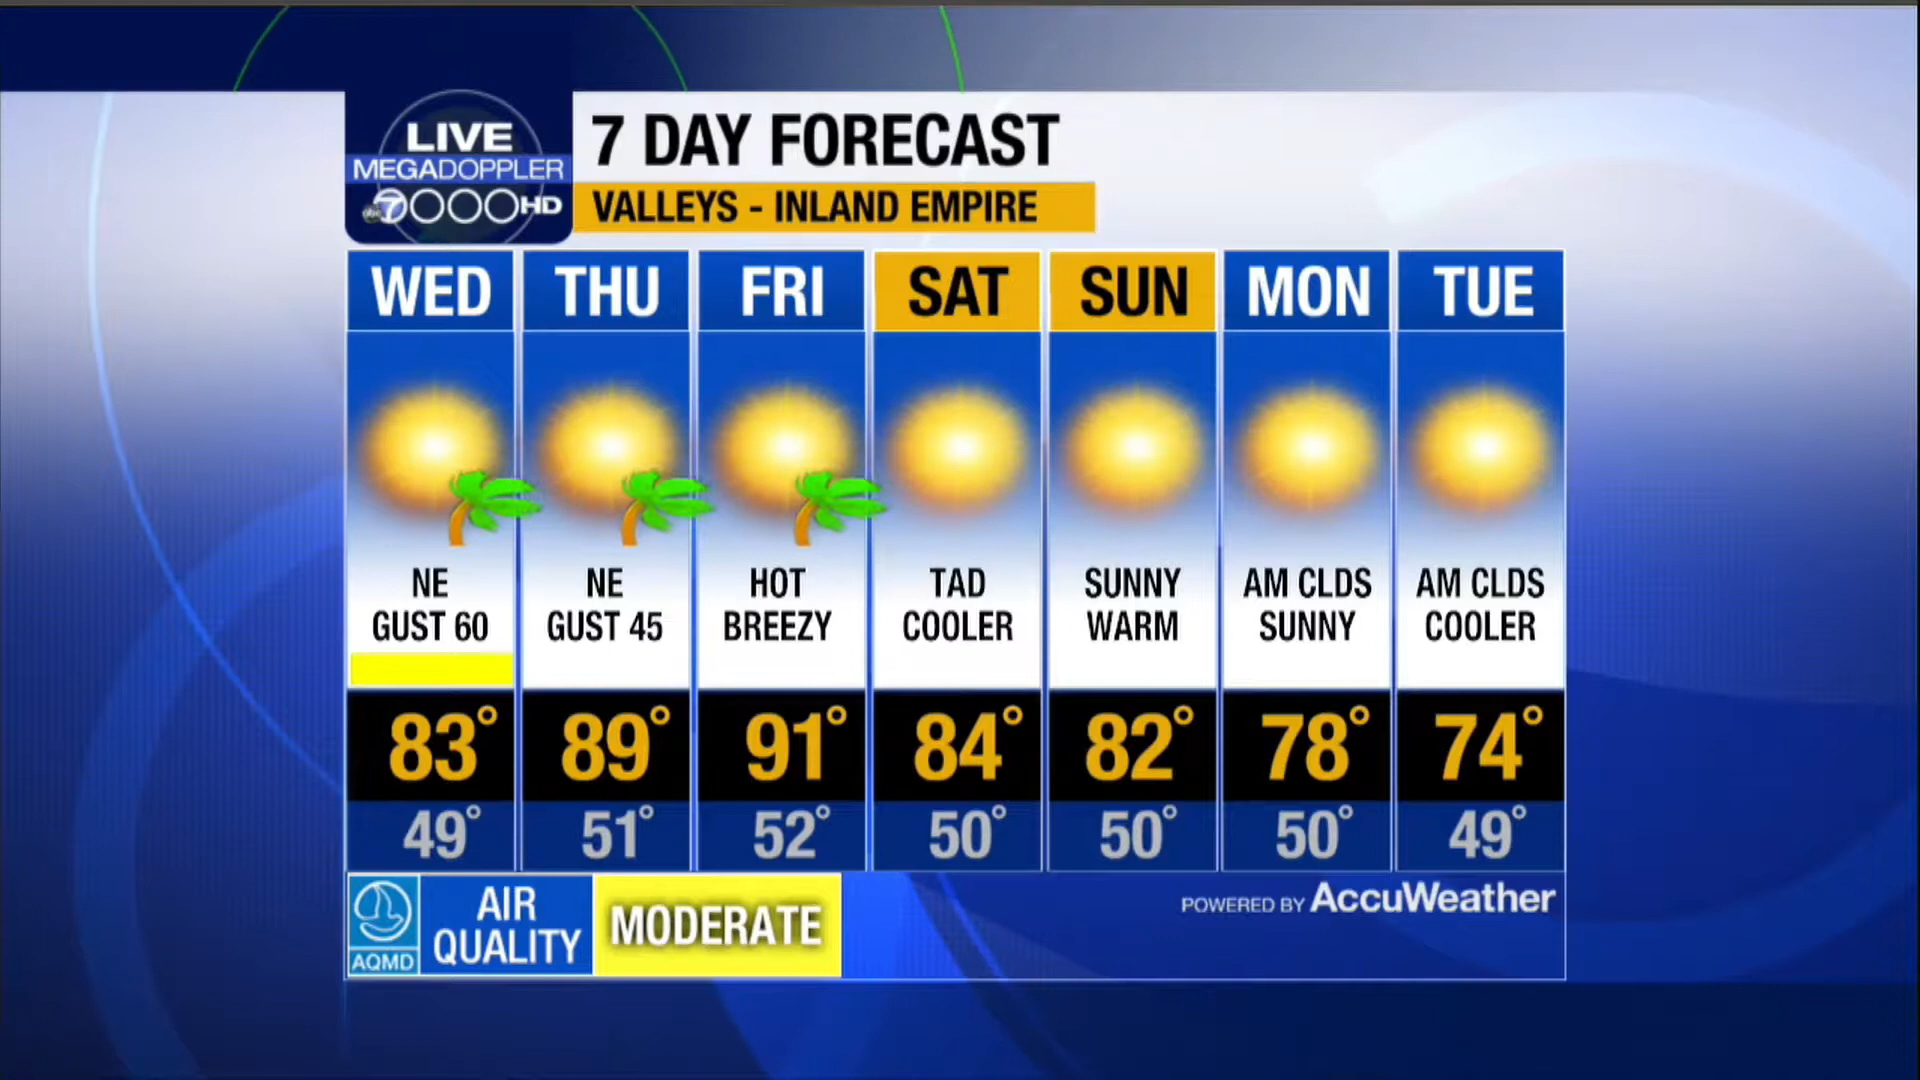 LIVE
MEGADOPPLER
abc 7000HD
7 DAY FORECAST
VALLEYS - INLAND EMPIRE
WED
THU
FRI
SAT
SUN
MON
TUE
NE
GUST 60
NE
GUST 45
HOT
BREEZY
TAD
COOLER
SUNNY
WARM
AM CLDS
SUNNY
AM CLDS
COOLER
83°
89°
91°
84°
82°
78°
74°
49°
51°
52°
50°
50°
50°
49°
AQMD
AIR
QUALITY
MODERATE
POWERED BY AccuWeather